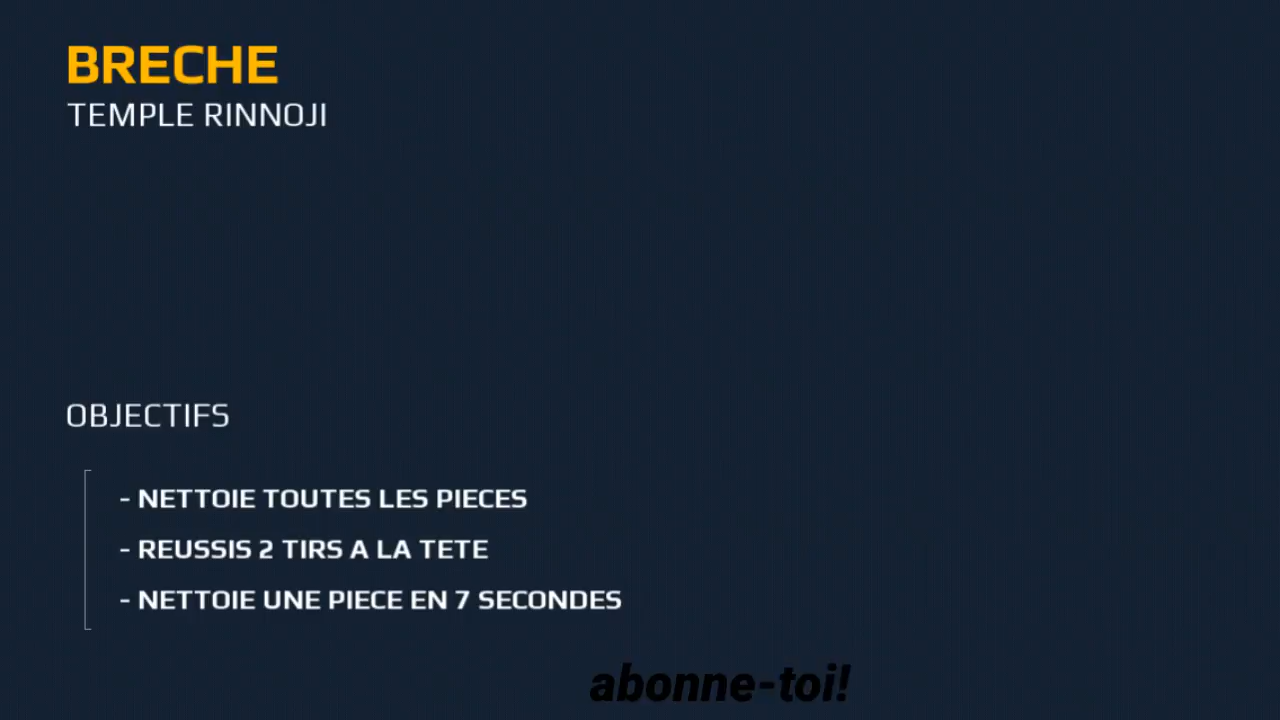 BRECHE
TEMPLE RINNOJI
OBJECTIFS
- NETTOIE TOUTES LES PIECES
- REUSSIS 2 TIRS A LA TETE
- NETTOIE UNE PIECE EN 7 SECONDES
abonne-toi!